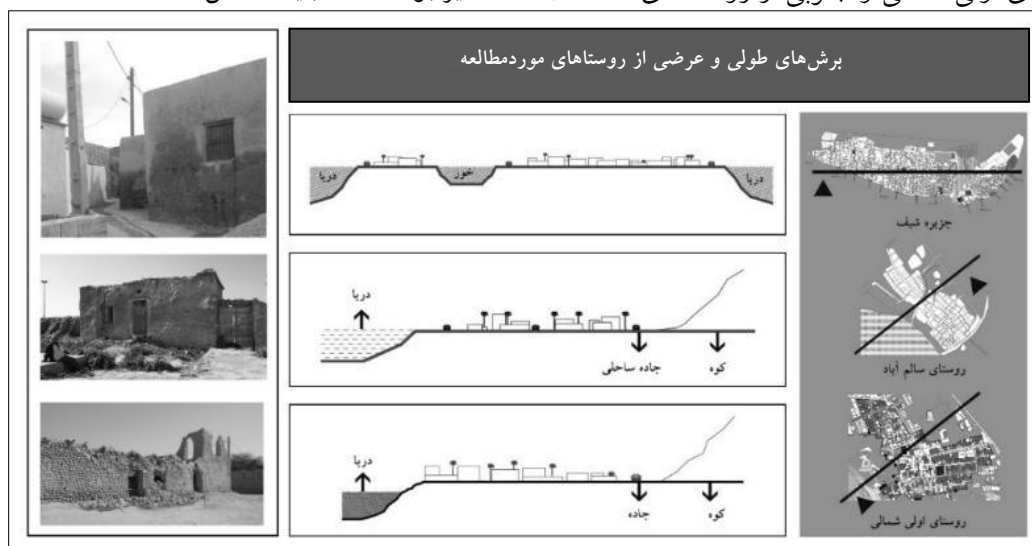 برش‌های طولی و عرضی از روستاهای موردمطالعه
دریا
خور
دریا
جزیره شیف
دریا
جاده ساحلی
کوه
روستای سالم آباد
دریا
جاده
کوه
روستای اولی شمالی